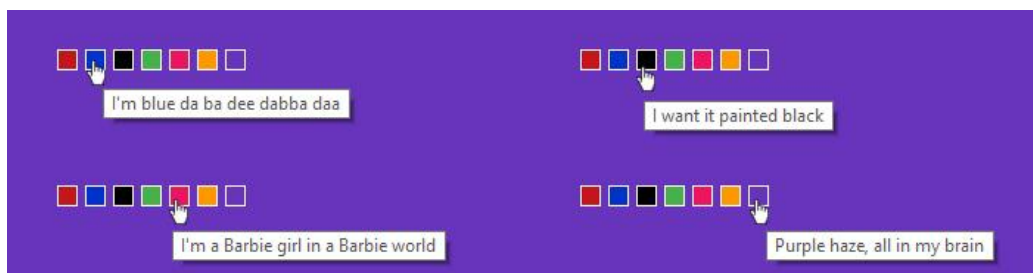 I'm blue da ba dee dabba daa
I want it painted black
I'm a Barbie girl in a Barbie world
Purple haze, all in my brain